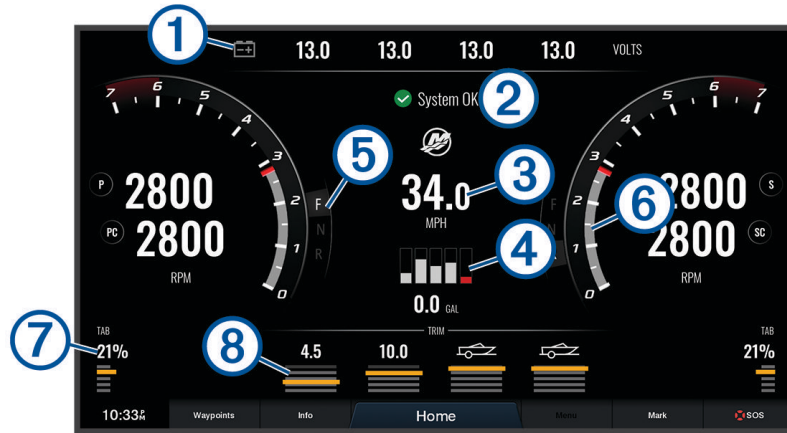 1
13.0 13.0 13.0 13.0 VOLTS
System OK 2
7 6 5 4 3 2 1 0
P 2800
PC 2800
RPM
F
N
R
5
34.0 3
MPH
4
0.0 GAL
7 6 5 4 3 2 1 0
F
N
6
2800 S
2800 SC
RPM
TAB
21%
7
8
TRIM
4.5 10.0
TAB
21%
10:33PM Waypoints Info Home Menu Mark SOS